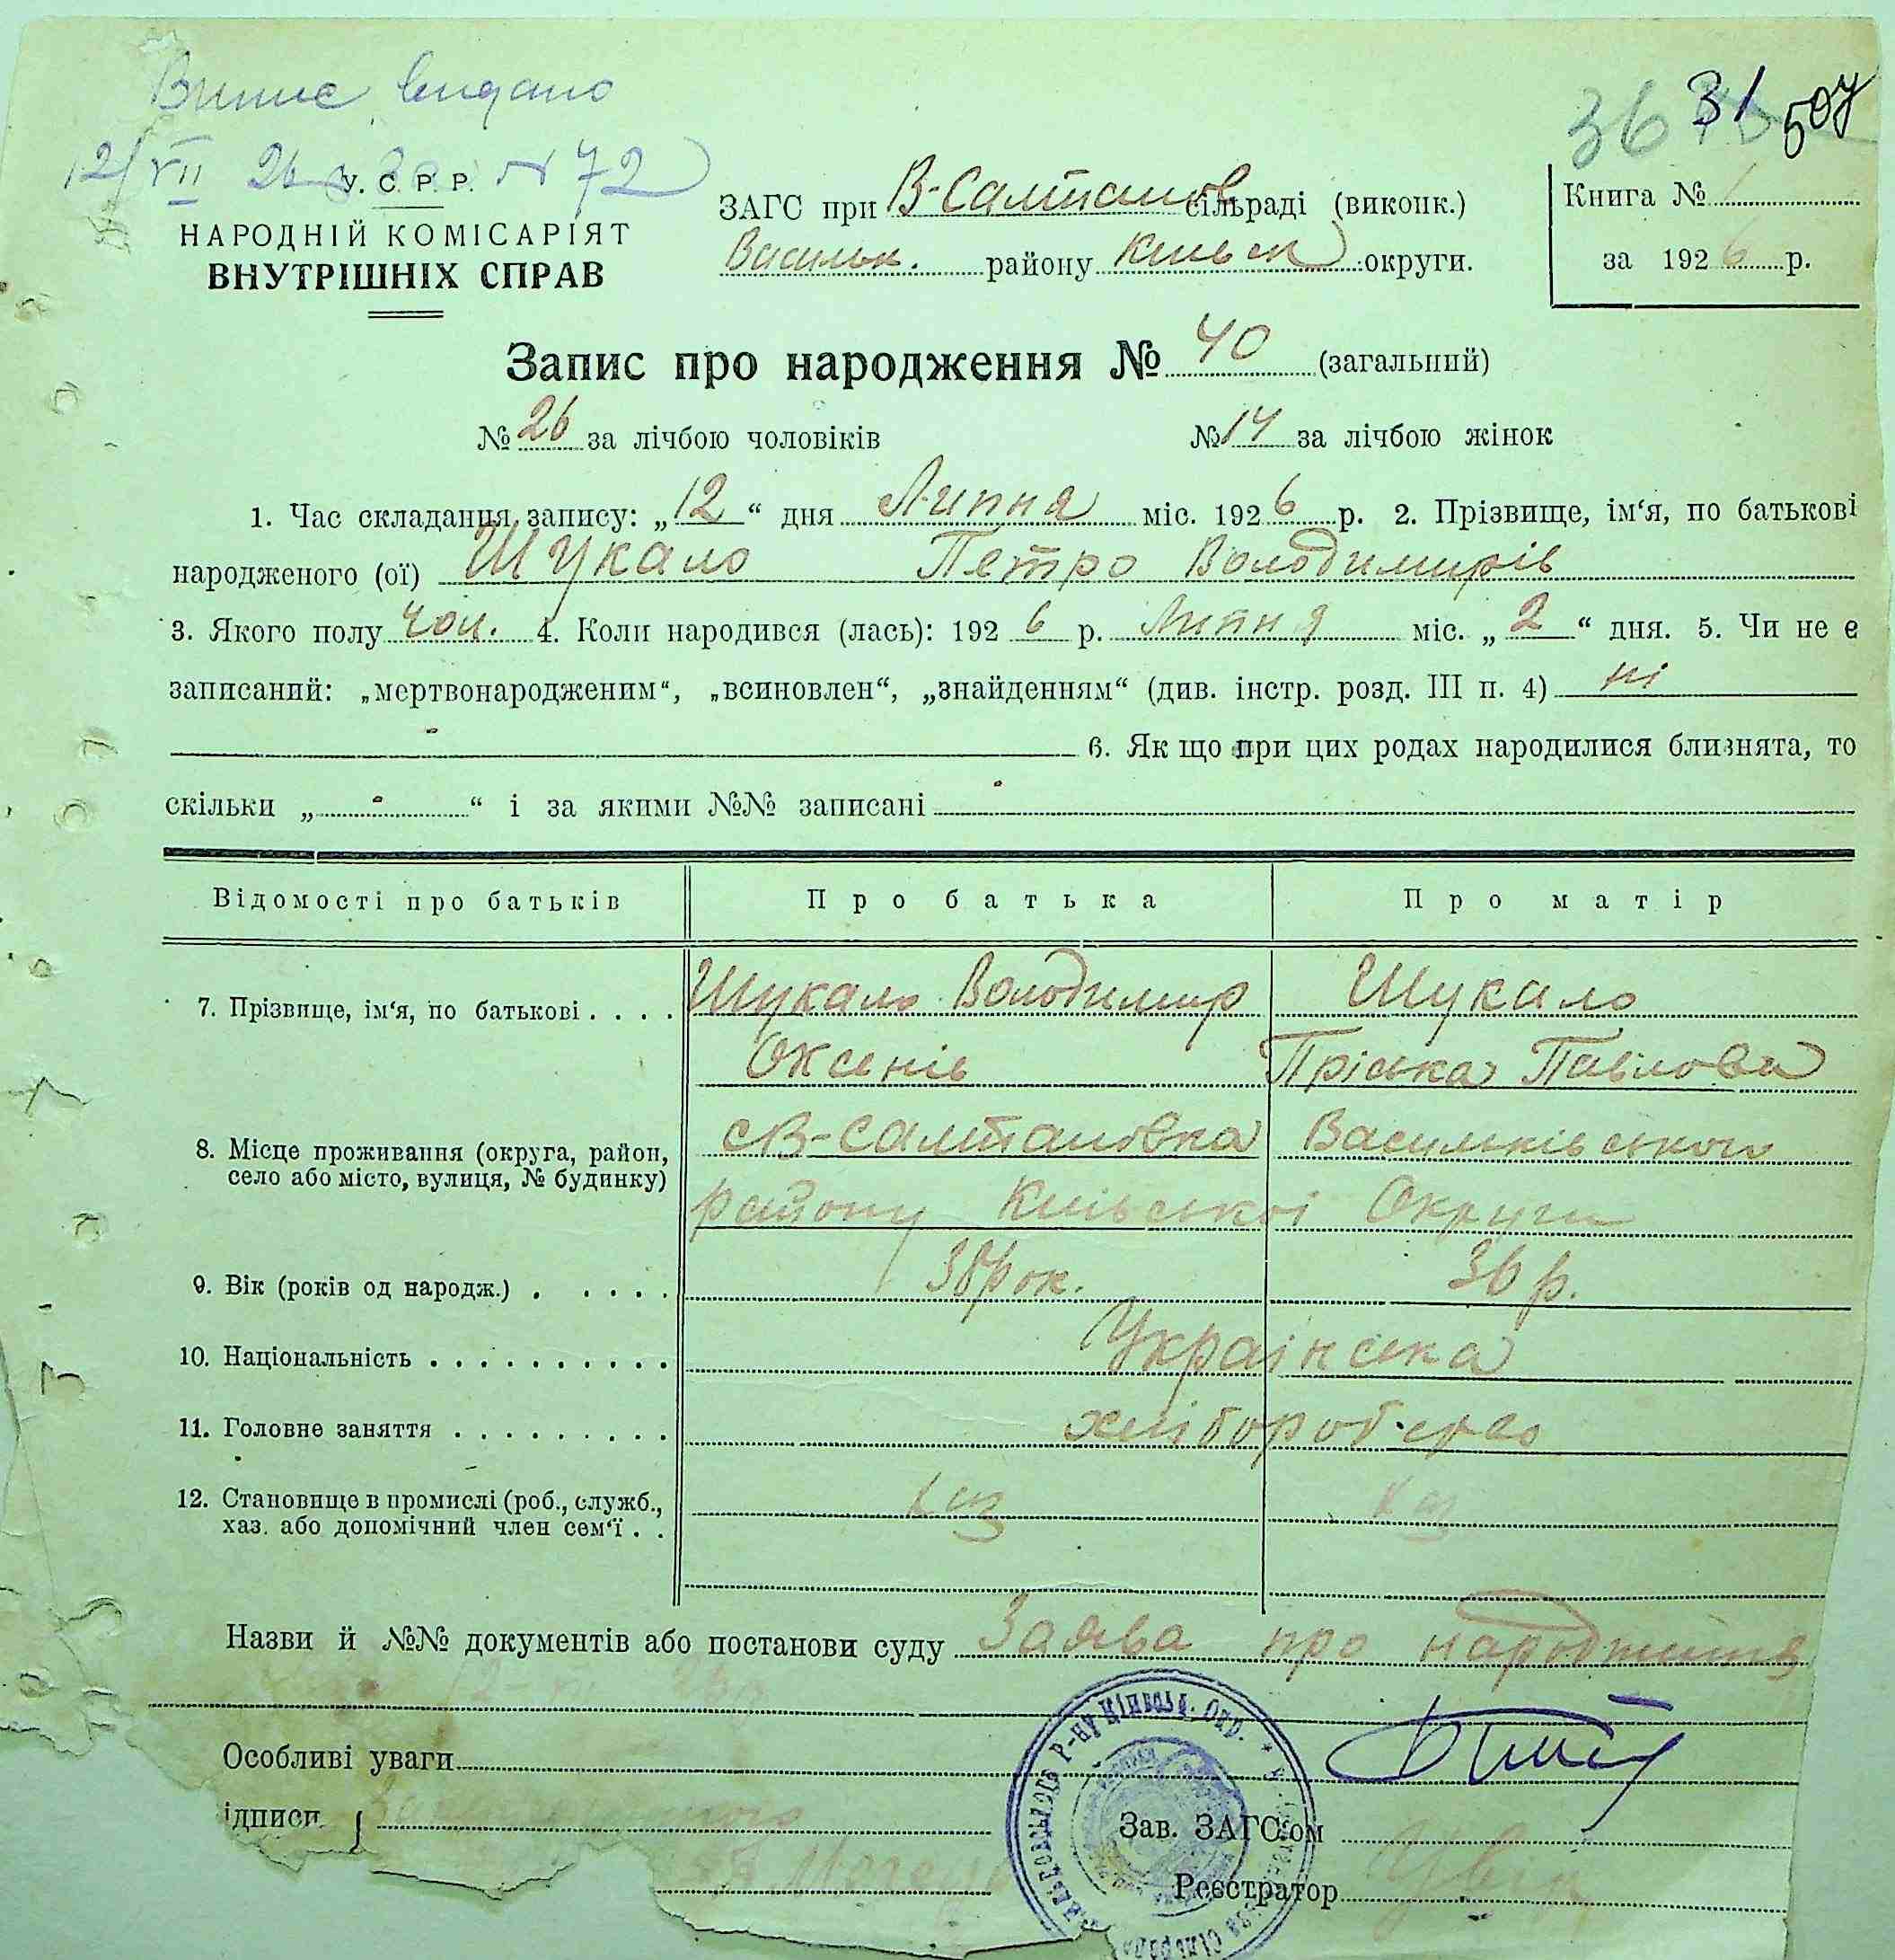 Випис видано
31 507
12/VII 26 р. № 72
У. С. Р. Р.
НАРОДНІЙ КОМІСАРІЯТ
ВНУТРІШНІХ СПРАВ
ЗАГС при В-Салтанов сільраді (виконк.)
Васильк. району Київськ округи.
Книга № 1
за 1926 р.
Запис про народження № 40 (загальний)
№ 26 за лічбою чоловіків № 14 за лічбою жінок
1. Час складання запису: „12“ дня Липня міс. 1926 р. 2. Прізвище, ім‘я, по батькові
народженого (ої) Шукало Петро Володимирів
3. Якого полу чол. 4. Коли народився (лась): 1926 р. Липня міс. „2“ дня. 5. Чи не є
записаний: „мертвонародженим“, „всиновлен“, „знайденням“ (див. інстр. розд. III п. 4) ні
6. Як що при цих родах народилися близнята, то
скільки „ - “ і за якими №№ записані -
Відомості про батьків Про батька Про матір
7. Прізвище, ім‘я, по батькові . . . . Шукало Володимир Шукало
Оксенів Пріська Павлова
8. Місце проживання (округа, район, с В-Салтановка Васильківського
село або місто, вулиця, № будинку)
району Київської Округи
9. Вік (років од народж.) . . . . . рок. 36 р.
10. Національність . . . . . . . . . . Українська
11. Головне заняття . . . . . . . . . хліборобство
12. Становище в промислі (роб., служб.,
хаз. або допомічний член сем‘ї . .
Назви й №№ документів або постанови суду Заява про народження
Особливі уваги
ідписи
Зав. ЗАГС‘ом
Реєстратор